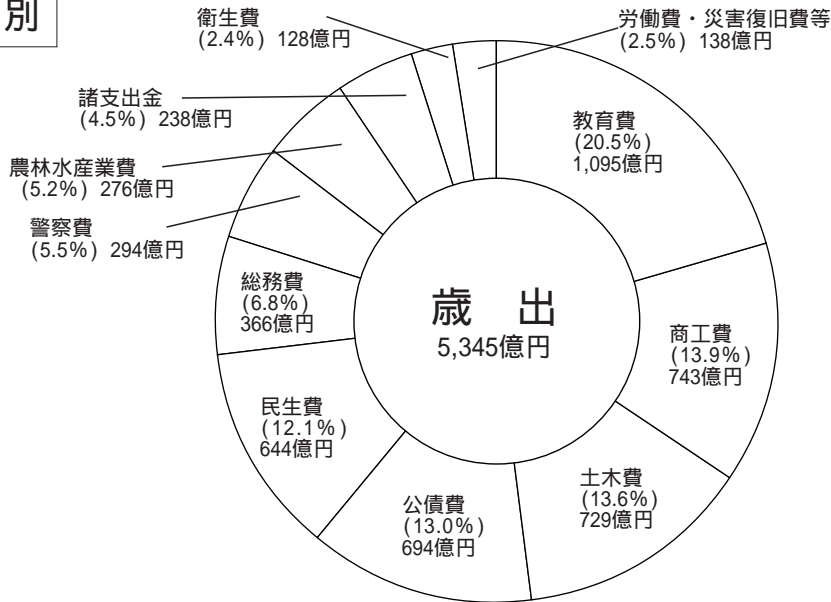 別
衛生費
(2.4%) 128億円
労働費・災害復旧費等
(2.5%) 138億円
諸支出金
(4.5%) 238億円
教育費
(20.5%)
1,095億円
農林水産業費
(5.2%) 276億円
警察費
(5.5%) 294億円
総務費
(6.8%)
366億円
歳 出
5,345億円
商工費
(13.9%)
743億円
民生費
(12.1%)
644億円
土木費
(13.6%)
729億円
公債費
(13.0%)
694億円